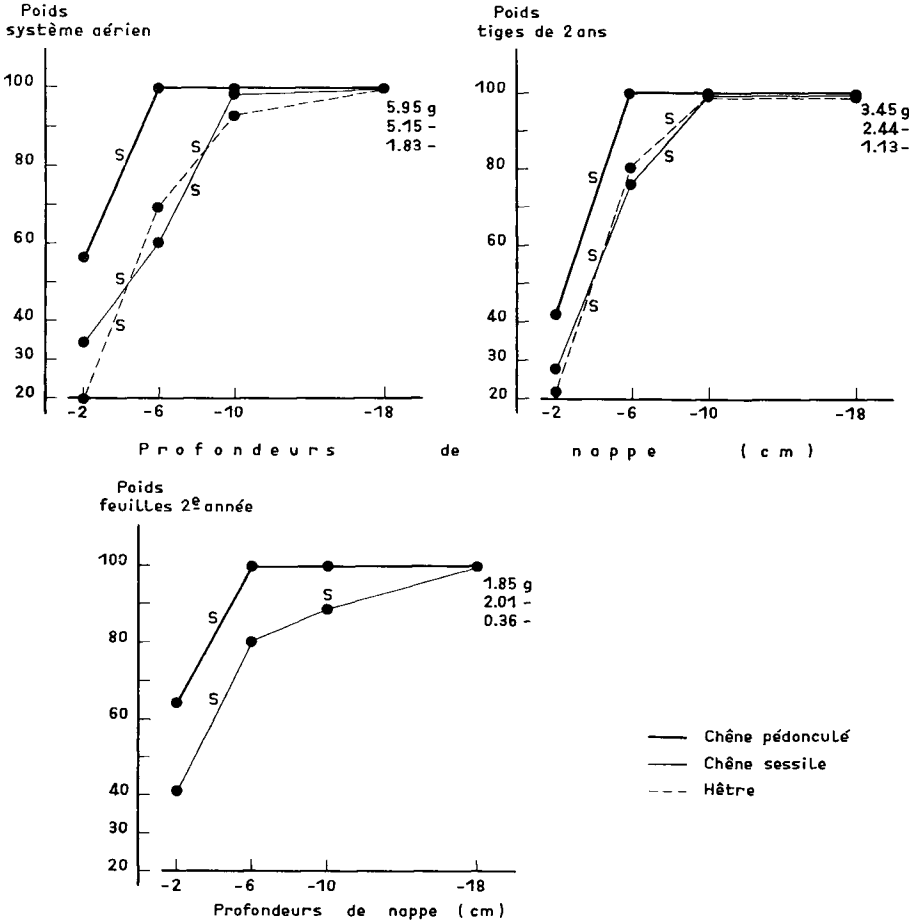 Poids
système aérien
100
80
60
40
30
20
-2
-6
-10
-18
S
S
S
S
S
5.95 g
5.15 -
1.83 -
Poids
tiges de 2 ans
100
80
60
40
30
20
-2
-6
-10
-18
S
S
S
S
S
3.45 g
2.44 -
1.13 -
Profondeurs de nappe (cm)
Poids
feuilles 2e année
100
80
60
40
30
20
-2
-6
-10
-18
S
S
S
1.85 g
2.01 -
0.36 -
Profondeurs de nappe (cm)
Chêne pédonculé
Chêne sessile
Hêtre